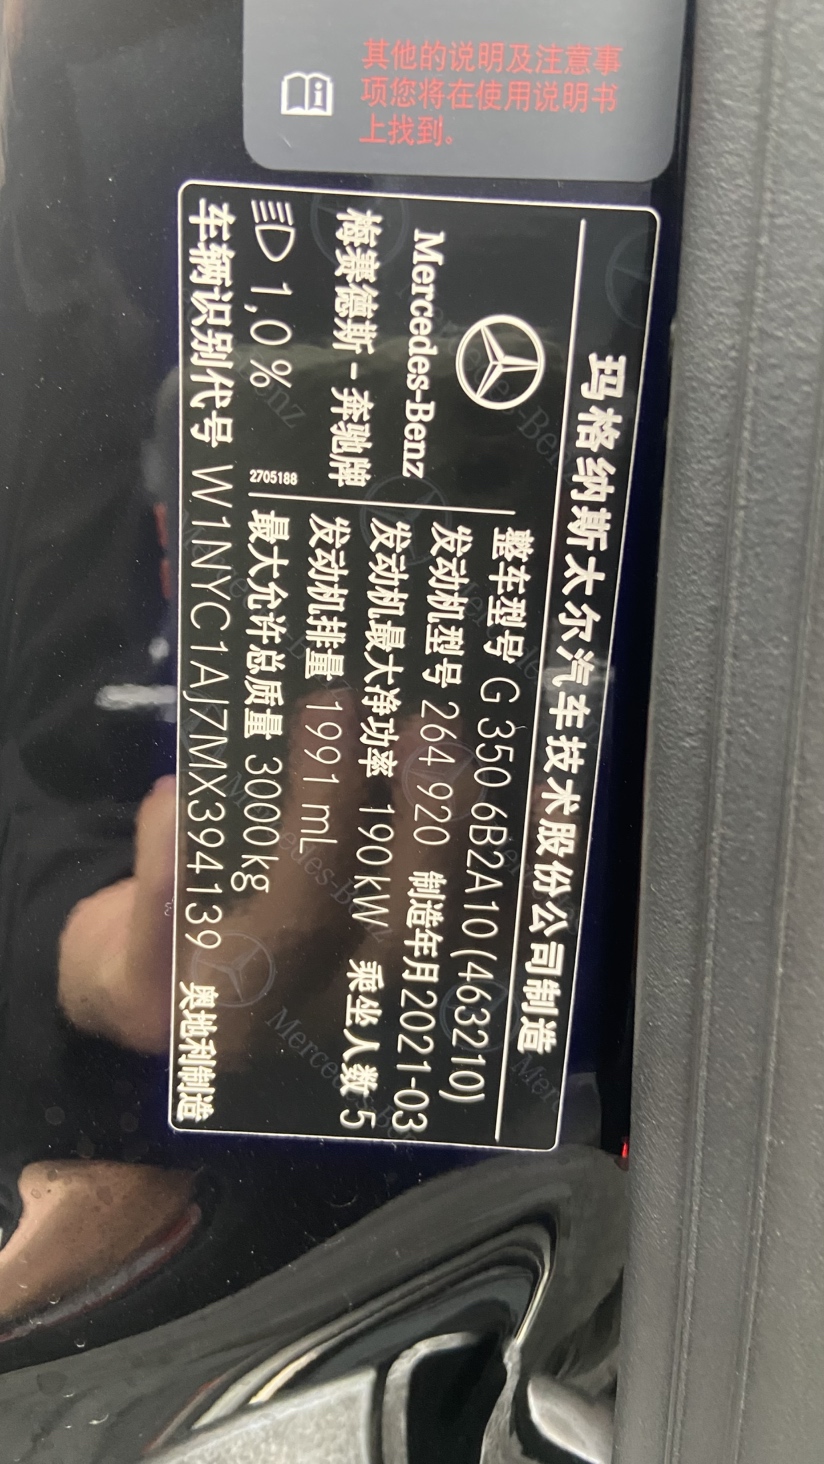 其他的说明及注意事
项您将在使用说明书
上找到。
玛格纳斯太尔汽车技术股份公司制造
Mercedes-Benz
梅赛德斯-奔驰牌
1,0 %
2705188
整车型号 G 350 6B2A10 (463210)
发动机型号 264 920 制造年月 2021-03
发动机最大净功率 190 kW 乘坐人数 5
发动机排量 1991 mL
最大允许总质量 3000 kg
车辆识别代号 W1NYC1AJ7MX394139 奥地利制造